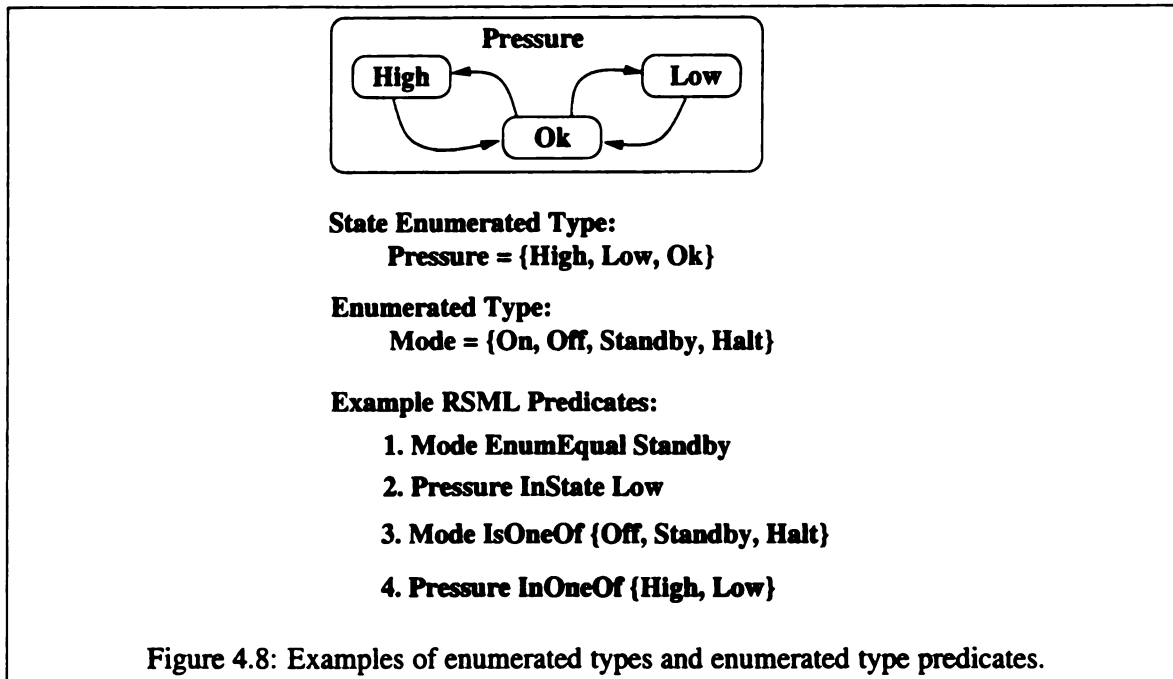 Pressure
High
Low
Ok
State Enumerated Type:
Pressure = {High, Low, Ok}
Enumerated Type:
Mode = {On, Off, Standby, Halt}
Example RSML Predicates:
1. Mode EnumEqual Standby
2. Pressure InState Low
3. Mode IsOneOf {Off, Standby, Halt}
4. Pressure InOneOf {High, Low}
Figure 4.8: Examples of enumerated types and enumerated type predicates.